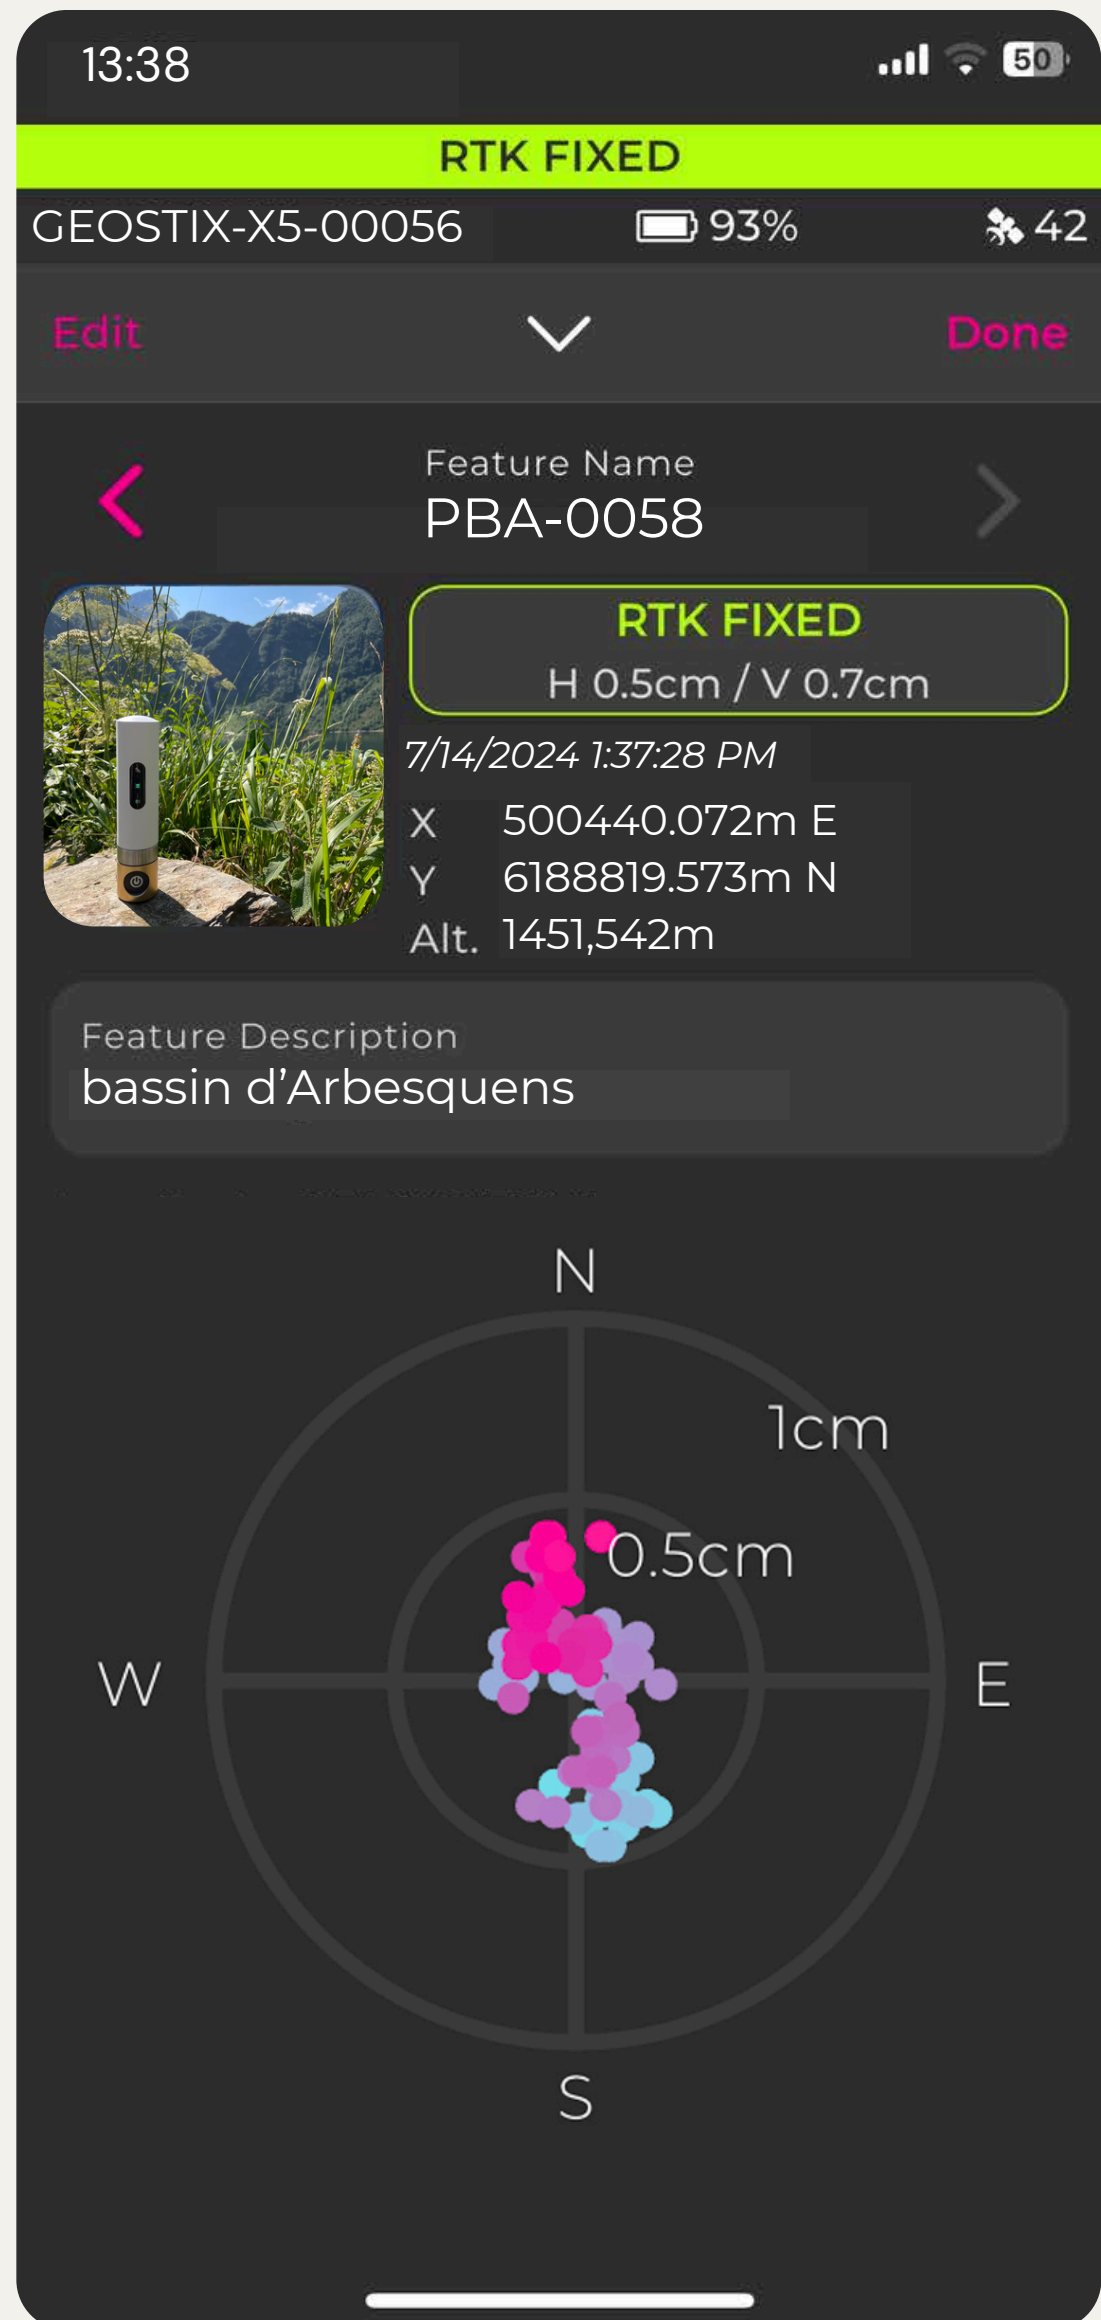 13:38
50
RTK FIXED
GEOSTIX-X5-00056 93% 42
Edit Done
Feature Name
PBA-0058
RTK FIXED
H 0.5cm / V 0.7cm
7/14/2024 1:37:28 PM
X 500440.072m E
Y 6188819.573m N
Alt. 1451,542m
Feature Description
bassin d’Arbesquens
N
1cm
0.5cm
W E
S